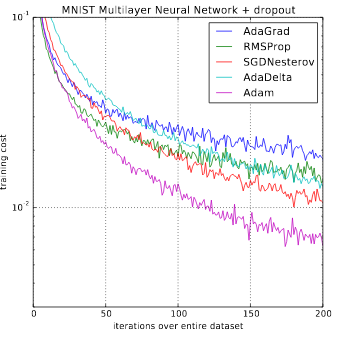 MNIST Multilayer Neural Network + dropout
10^-1
AdaGrad
RMSProp
SGDNesterov
AdaDelta
Adam
training cost
10^-2
0 50 100 150 200
iterations over entire dataset